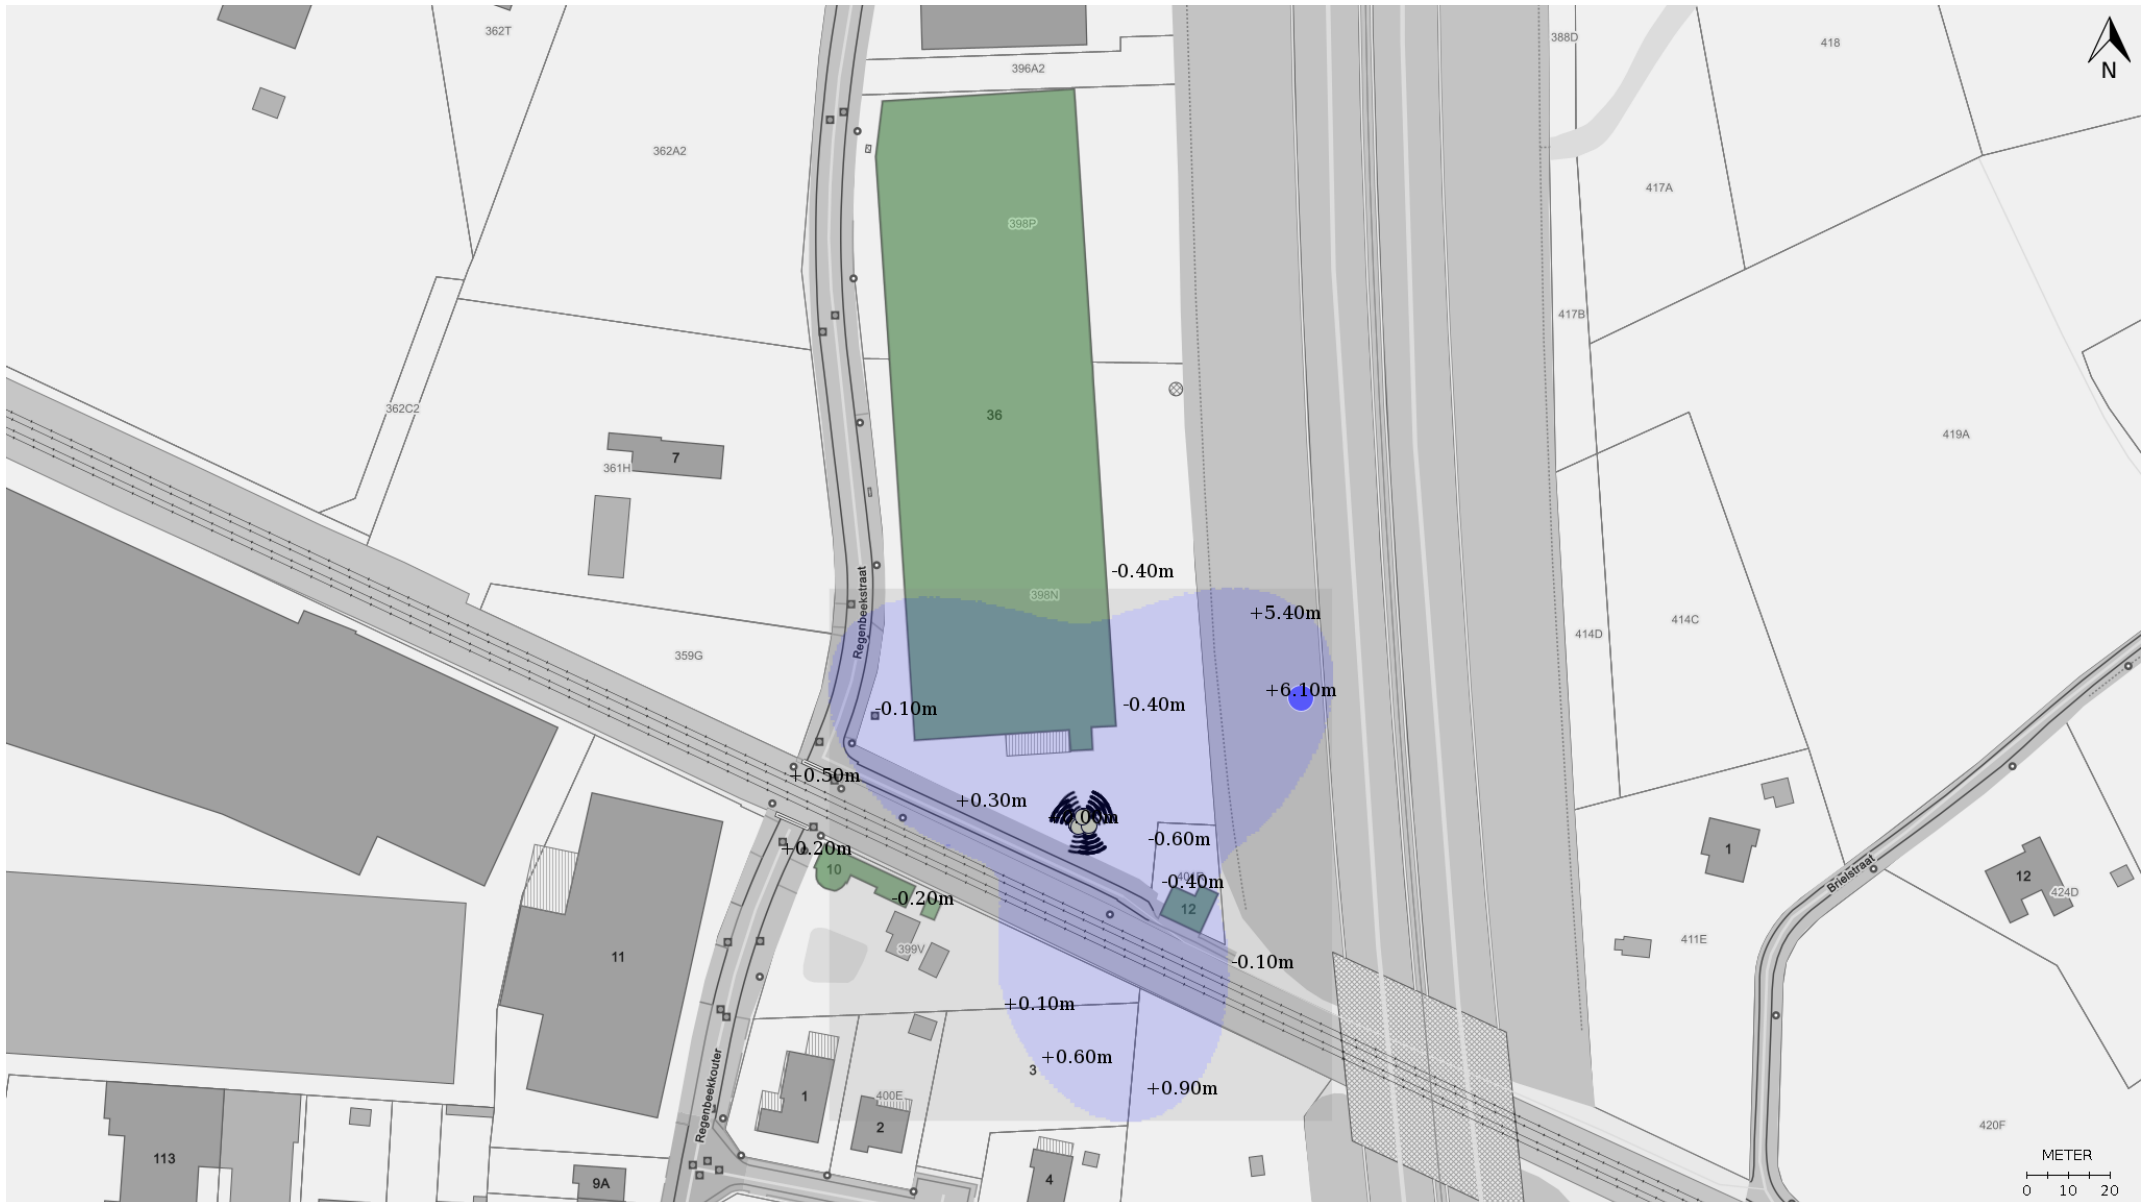 362T
388D
418
N
396A2
362A2
417A
398P
417B
362C2
36
419A
7
361H
-0.40m
398N
+5.40m
Regenbeekstraat
414C
414D
359G
+6.10m
-0.40m
-0.10m
+0.50m
+0.30m
-0.60m
+0.20m
1
10
-0.40m
Brielstraat
12
424D
-0.20m
12
411E
399V
11
-0.10m
+0.10m
+0.60m
3
+0.90m
Regenbeekkouter
1
400E
2
420F
113
METER
9A
4
0 10 20